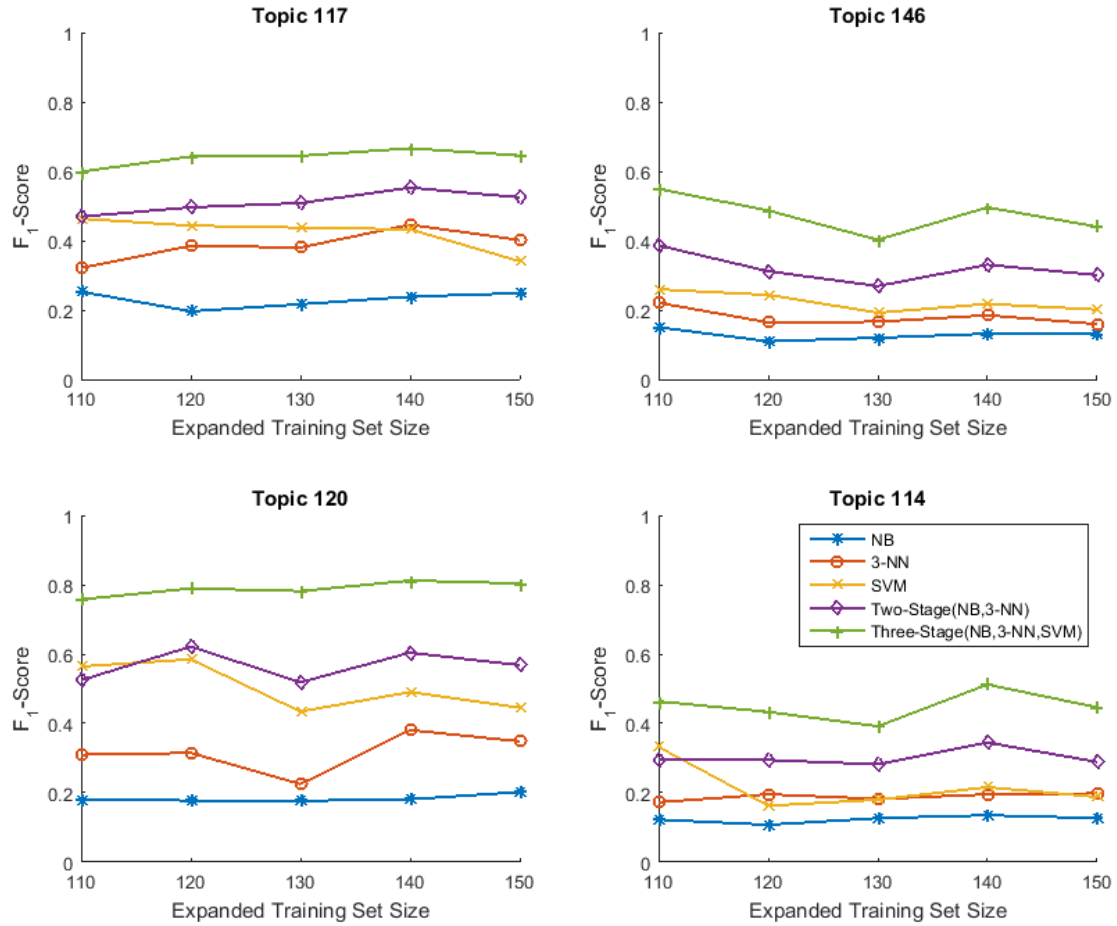 Topic 117
1
0.8
0.6
0.4
0.2
0
F1-Score
110 120 130 140 150
Expanded Training Set Size
Topic 146
1
0.8
0.6
0.4
0.2
0
F1-Score
110 120 130 140 150
Expanded Training Set Size
Topic 120
1
0.8
0.6
0.4
0.2
0
F1-Score
110 120 130 140 150
Expanded Training Set Size
Topic 114
1
0.8
0.6
0.4
0.2
0
F1-Score
NB
3-NN
SVM
Two-Stage(NB,3-NN)
Three-Stage(NB,3-NN,SVM)
110 120 130 140 150
Expanded Training Set Size